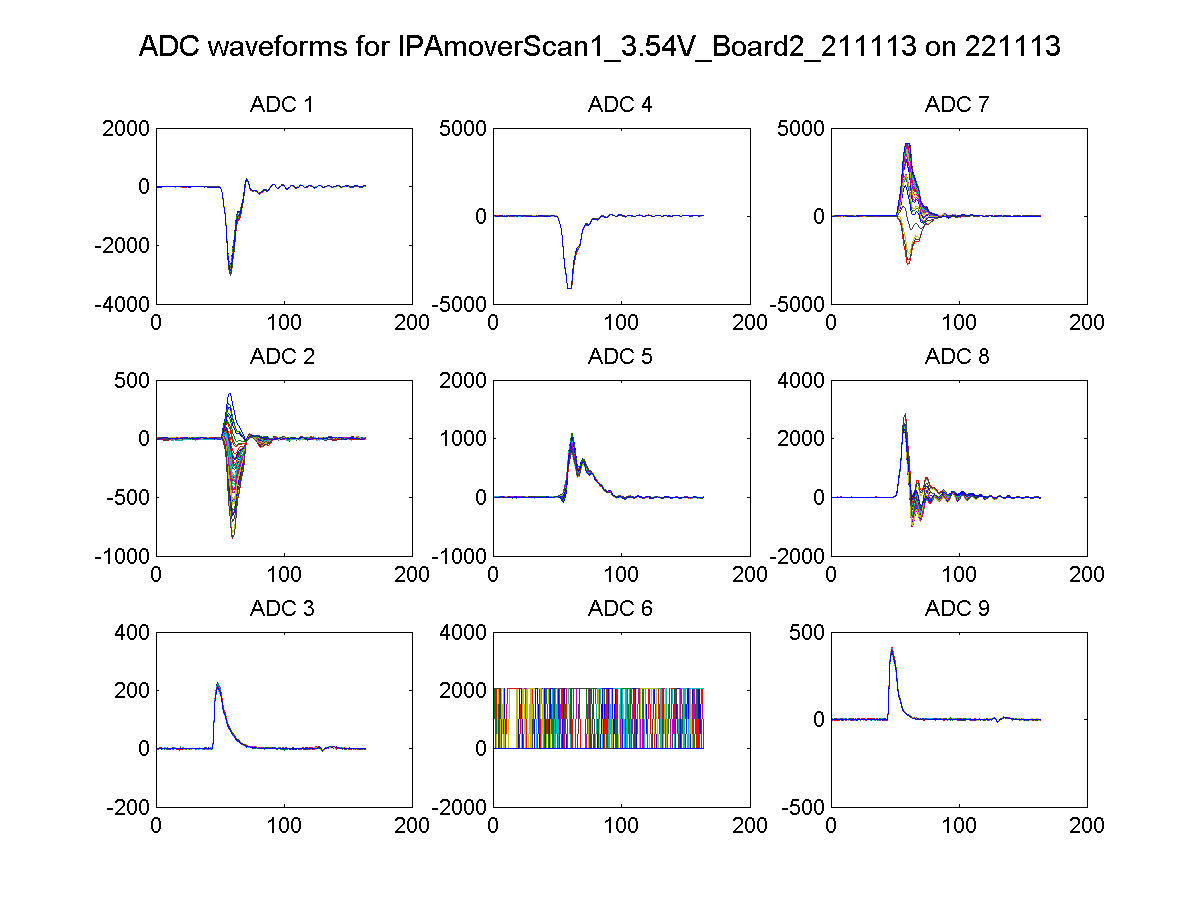 ADC waveforms for IPAmoverScan1_3.54V_Board2_211113 on 221113
ADC 1
2000
0
-2000
-4000
0 100 200
ADC 4
5000
0
-5000
0 100 200
ADC 7
5000
0
-5000
0 100 200
ADC 2
500
0
-500
-1000
0 100 200
ADC 5
2000
1000
0
-1000
0 100 200
ADC 8
4000
2000
0
-2000
0 100 200
ADC 3
400
200
0
-200
0 100 200
ADC 6
4000
2000
0
-2000
0 100 200
ADC 9
500
0
-500
0 100 200